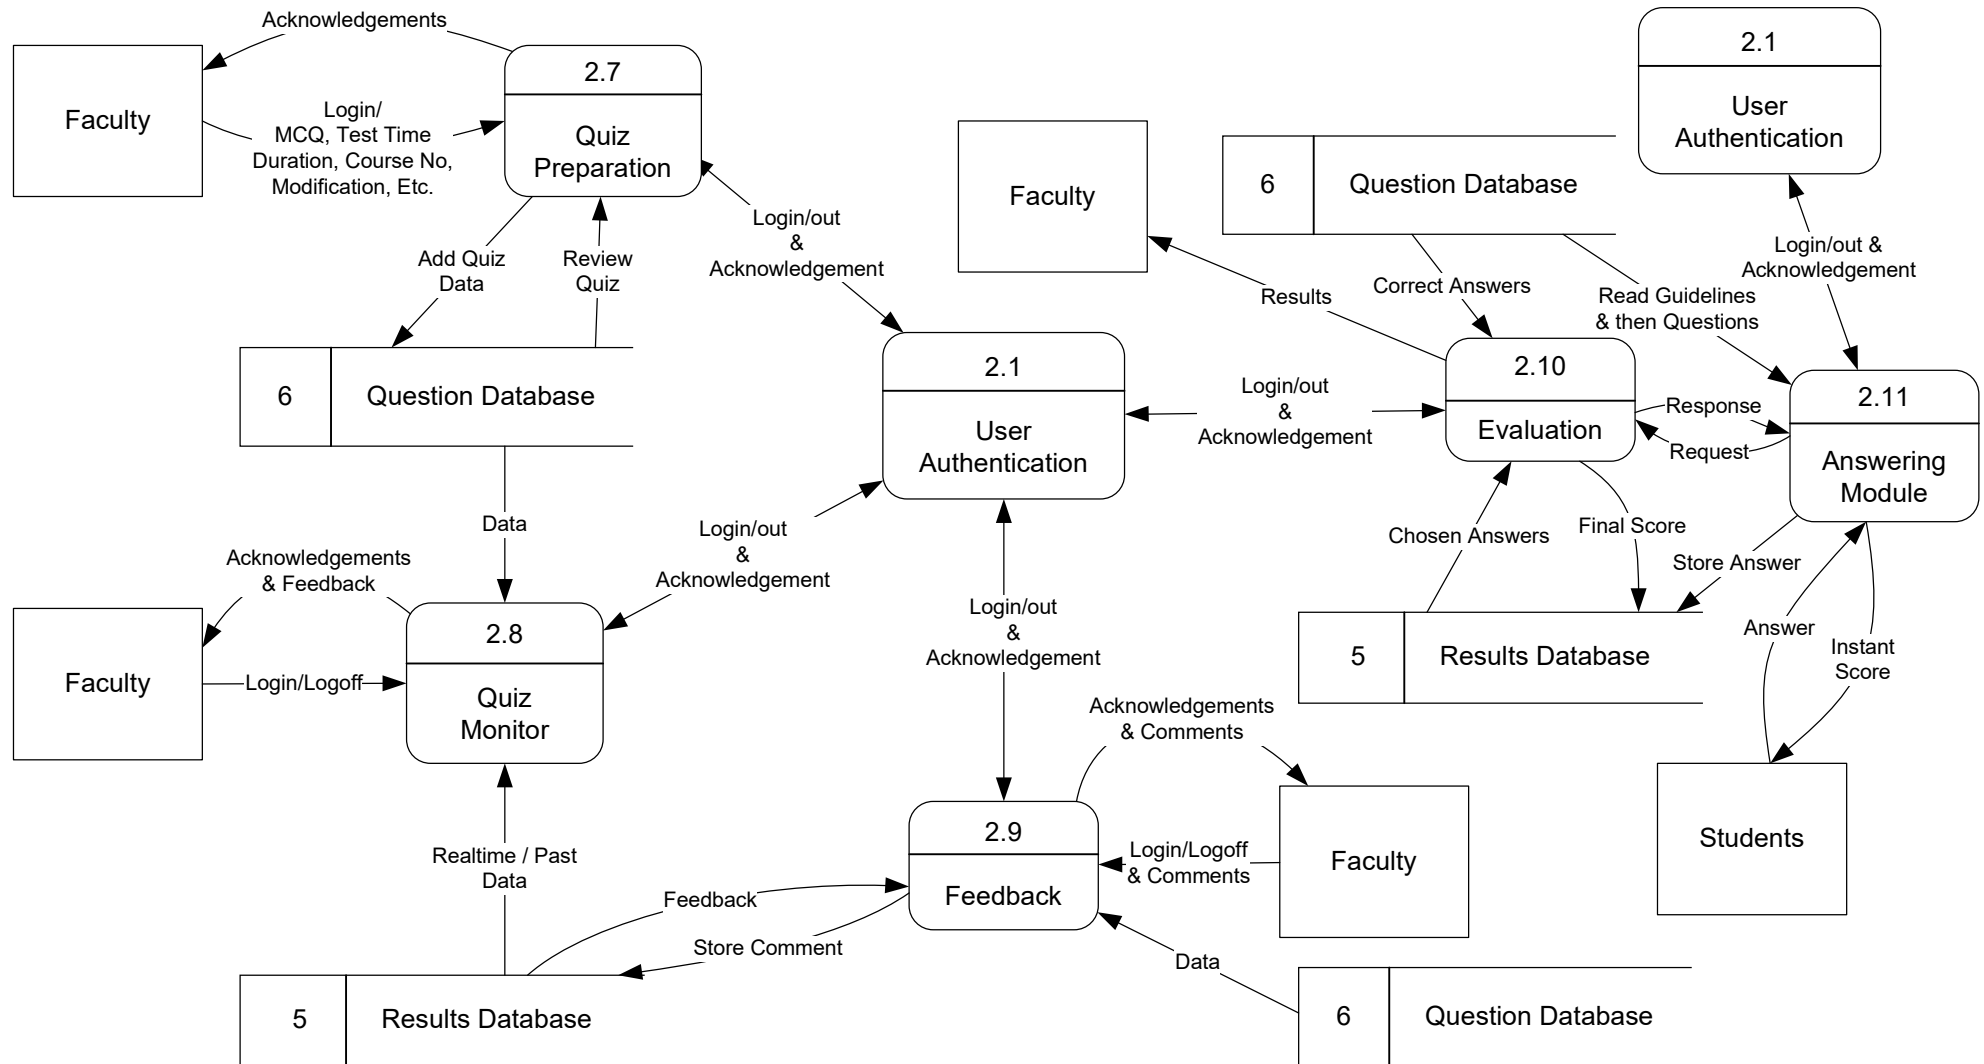 Acknowledgements
Faculty
Login/
MCQ, Test Time
Duration, Course No,
Modification, Etc.
2.7
Quiz
Preparation
Add Quiz
Data
Review
Quiz
6
Question Database
Login/out
&
Acknowledgement
Data
Acknowledgements
& Feedback
Faculty
Login/Logoff
2.8
Quiz
Monitor
Login/out
&
Acknowledgement
Realtime / Past
Data
5
Results Database
Feedback
Store Comment
2.1
User
Authentication
Login/out
&
Acknowledgement
2.9
Feedback
Acknowledgements
& Comments
Login/Logoff
& Comments
Faculty
Data
6
Question Database
Faculty
Results
6
Question Database
Correct Answers
Read Guidelines
& then Questions
2.1
User
Authentication
Login/out &
Acknowledgement
Login/out
&
Acknowledgement
2.10
Evaluation
Response
Request
2.11
Answering
Module
Chosen Answers
Final Score
Store Answer
5
Results Database
Answer
Instant
Score
Students